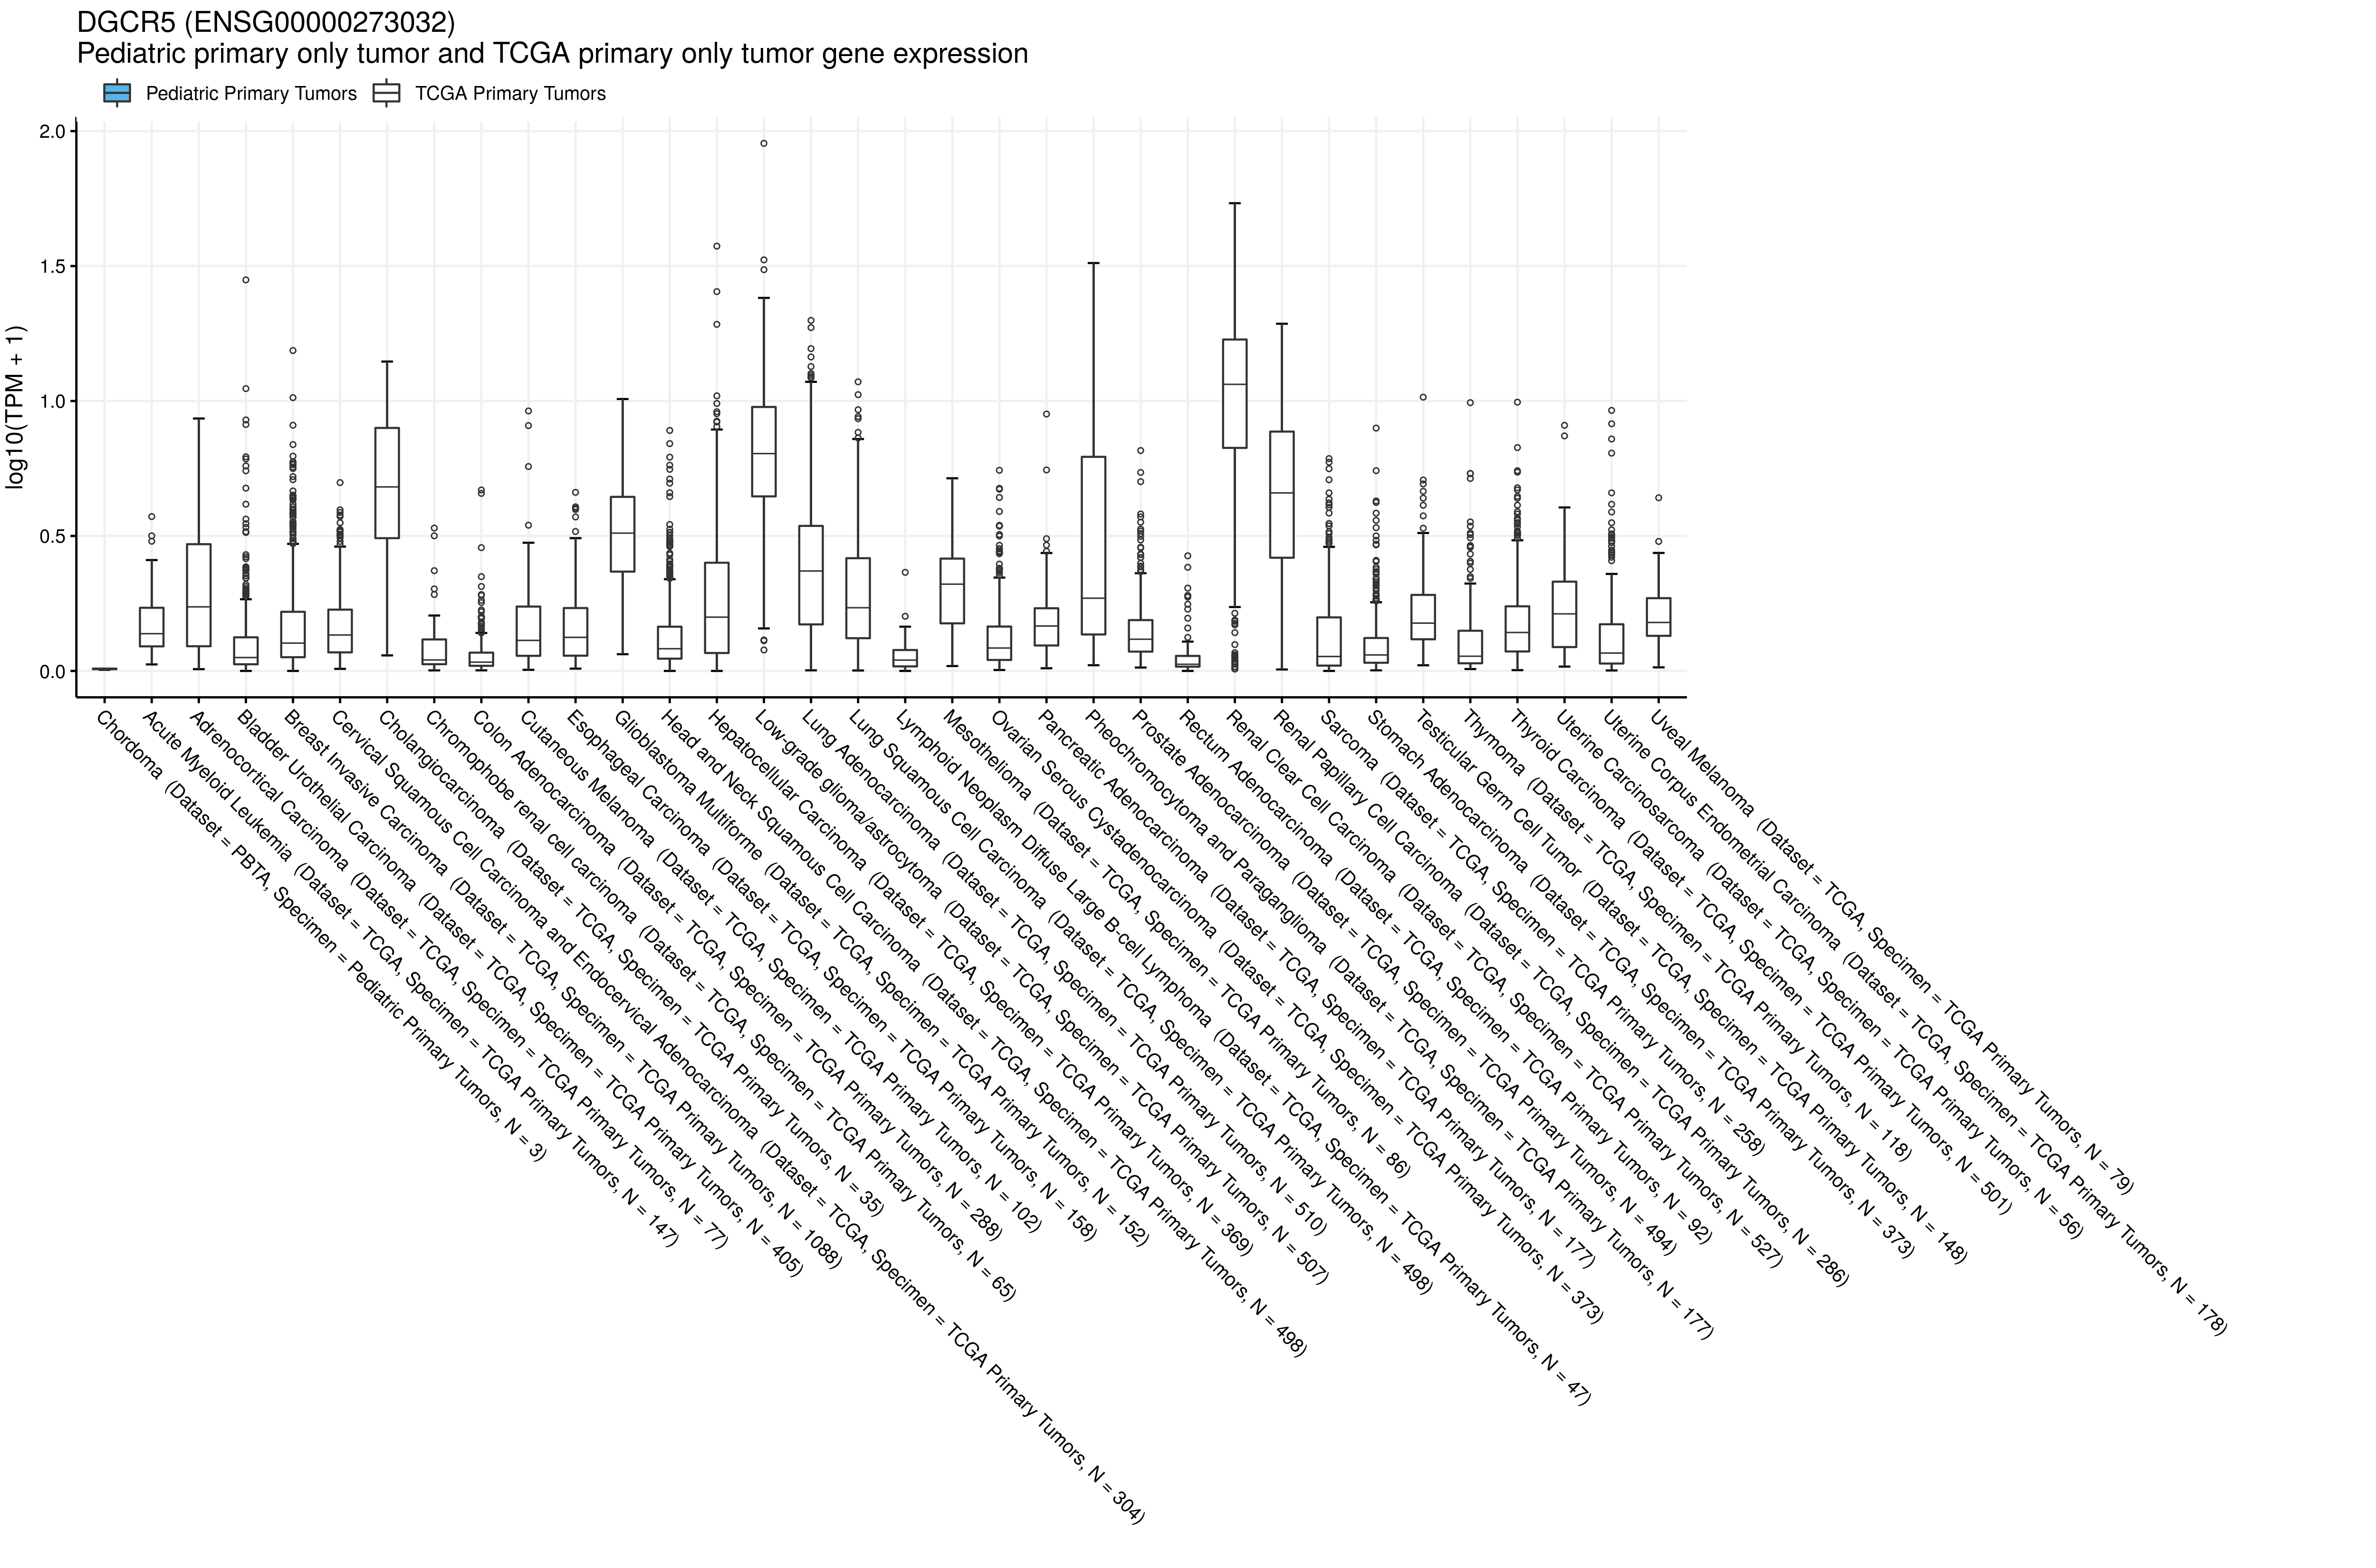 DGCR5 (ENSG00000273032)
Pediatric primary only tumor and TCGA primary only tumor gene expression
Pediatric Primary Tumors
TCGA Primary Tumors
log10(TPM + 1)
2.0
1.5
1.0
0.5
0.0
Chordoma (Dataset = PBTA, Specimen = Pediatric Primary Tumors, N = 3)
Acute Myeloid Leukemia (Dataset = TCGA, Specimen = TCGA Primary Tumors, N = 147)
Adrenocortical Carcinoma (Dataset = TCGA, Specimen = TCGA Primary Tumors, N = 77)
Bladder Urothelial Carcinoma (Dataset = TCGA, Specimen = TCGA Primary Tumors, N = 405)
Breast Invasive Carcinoma (Dataset = TCGA, Specimen = TCGA Primary Tumors, N = 1088)
Cervical Squamous Cell Carcinoma and Endocervical Adenocarcinoma (Dataset = TCGA, Specimen = TCGA Primary Tumors, N = 304)
Cholangiocarcinoma (Dataset = TCGA, Specimen = TCGA Primary Tumors, N = 35)
Chromophobe renal cell carcinoma (Dataset = TCGA, Specimen = TCGA Primary Tumors, N = 65)
Colon Adenocarcinoma (Dataset = TCGA, Specimen = TCGA Primary Tumors, N = 288)
Cutaneous Melanoma (Dataset = TCGA, Specimen = TCGA Primary Tumors, N = 102)
Esophageal Carcinoma (Dataset = TCGA, Specimen = TCGA Primary Tumors, N = 158)
Glioblastoma Multiforme (Dataset = TCGA, Specimen = TCGA Primary Tumors, N = 152)
Head and Neck Squamous Cell Carcinoma (Dataset = TCGA, Specimen = TCGA Primary Tumors, N = 498)
Hepatocellular Carcinoma (Dataset = TCGA, Specimen = TCGA Primary Tumors, N = 369)
Low-grade glioma/astrocytoma (Dataset = TCGA, Specimen = TCGA Primary Tumors, N = 507)
Lung Adenocarcinoma (Dataset = TCGA, Specimen = TCGA Primary Tumors, N = 510)
Lung Squamous Cell Carcinoma (Dataset = TCGA, Specimen = TCGA Primary Tumors, N = 498)
Lymphoid Neoplasm Diffuse Large B-cell Lymphoma (Dataset = TCGA, Specimen = TCGA Primary Tumors, N = 47)
Mesothelioma (Dataset = TCGA, Specimen = TCGA Primary Tumors, N = 86)
Ovarian Serous Cystadenocarcinoma (Dataset = TCGA, Specimen = TCGA Primary Tumors, N = 373)
Pancreatic Adenocarcinoma (Dataset = TCGA, Specimen = TCGA Primary Tumors, N = 177)
Pheochromocytoma and Paraganglioma (Dataset = TCGA, Specimen = TCGA Primary Tumors, N = 177)
Prostate Adenocarcinoma (Dataset = TCGA, Specimen = TCGA Primary Tumors, N = 494)
Rectum Adenocarcinoma (Dataset = TCGA, Specimen = TCGA Primary Tumors, N = 92)
Renal Clear Cell Carcinoma (Dataset = TCGA, Specimen = TCGA Primary Tumors, N = 527)
Renal Papillary Cell Carcinoma (Dataset = TCGA, Specimen = TCGA Primary Tumors, N = 286)
Sarcoma (Dataset = TCGA, Specimen = TCGA Primary Tumors, N = 258)
Stomach Adenocarcinoma (Dataset = TCGA, Specimen = TCGA Primary Tumors, N = 373)
Testicular Germ Cell Tumor (Dataset = TCGA, Specimen = TCGA Primary Tumors, N = 148)
Thymoma (Dataset = TCGA, Specimen = TCGA Primary Tumors, N = 118)
Thyroid Carcinoma (Dataset = TCGA, Specimen = TCGA Primary Tumors, N = 501)
Uterine Carcinosarcoma (Dataset = TCGA, Specimen = TCGA Primary Tumors, N = 56)
Uterine Corpus Endometrial Carcinoma (Dataset = TCGA, Specimen = TCGA Primary Tumors, N = 178)
Uveal Melanoma (Dataset = TCGA, Specimen = TCGA Primary Tumors, N = 79)